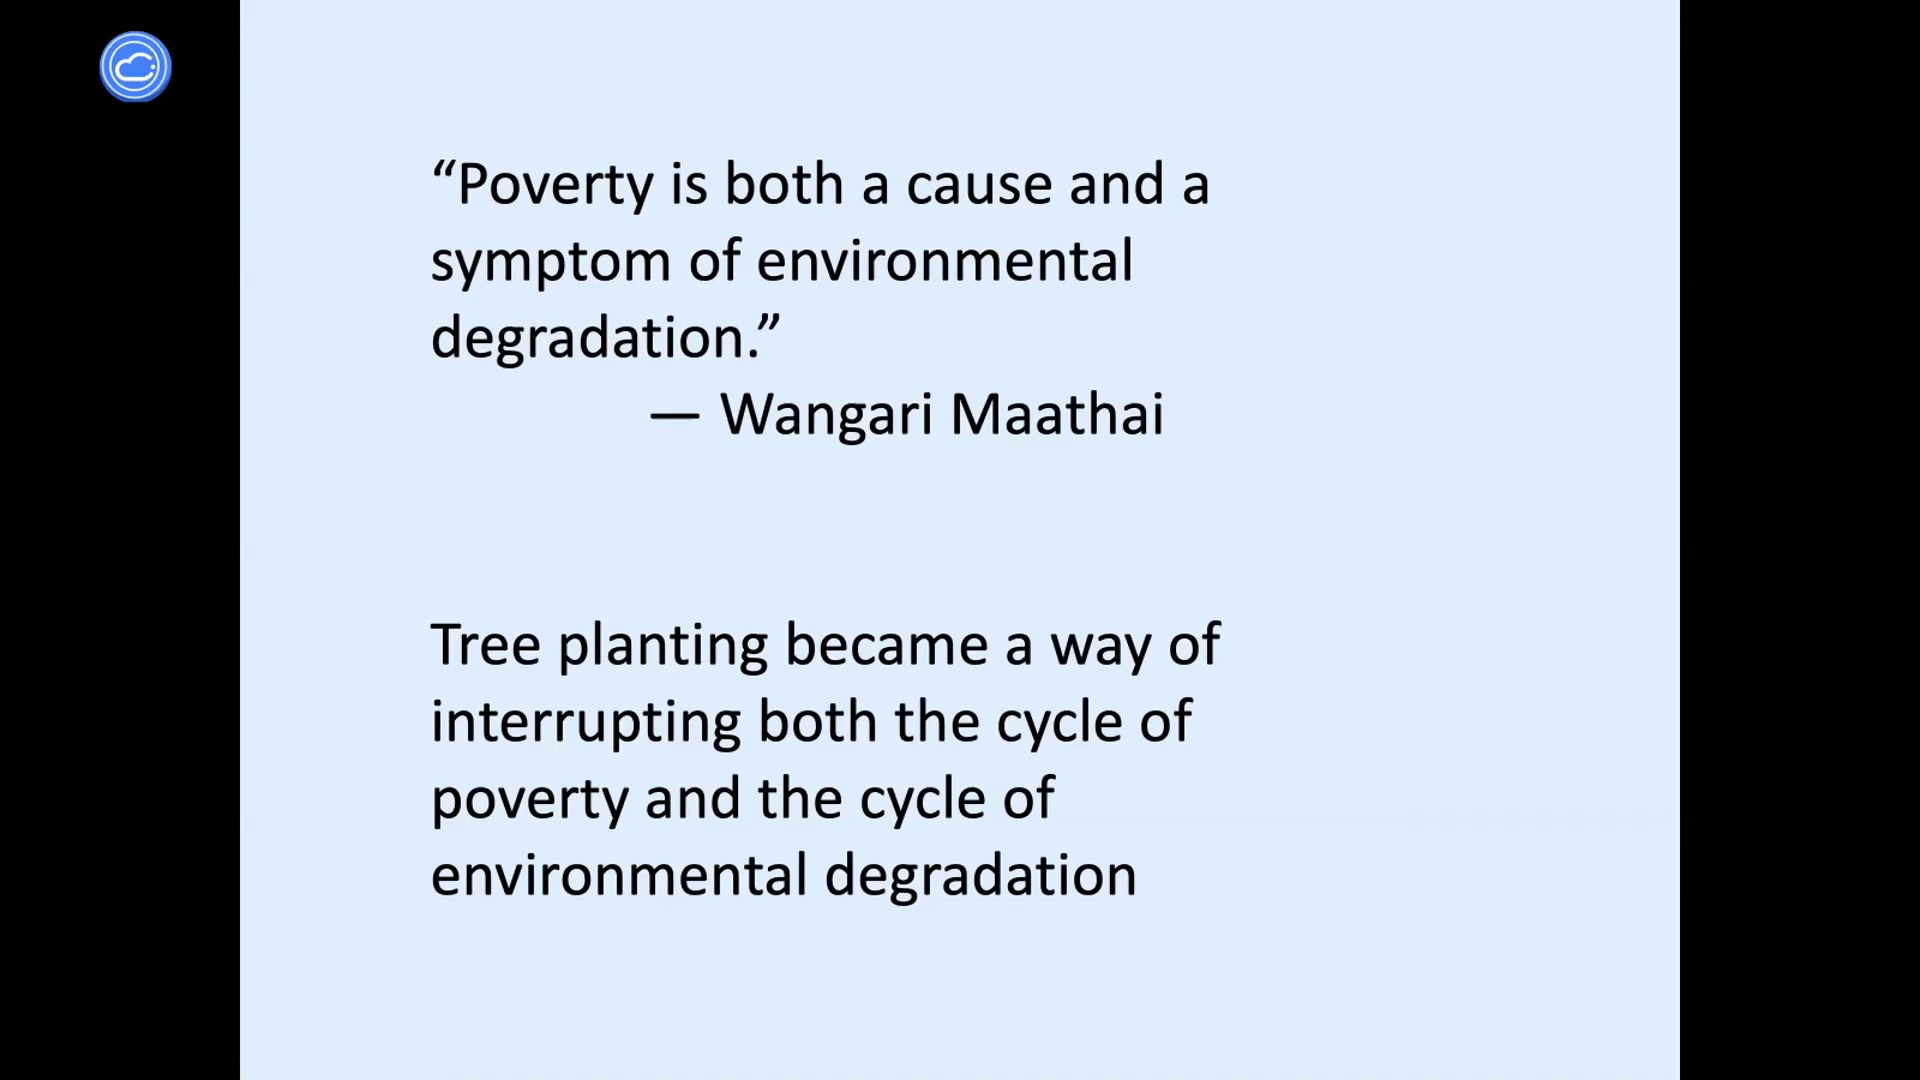 “Poverty is both a cause and a
symptom of environmental
degradation.”
— Wangari Maathai
Tree planting became a way of
interrupting both the cycle of
poverty and the cycle of
environmental degradation